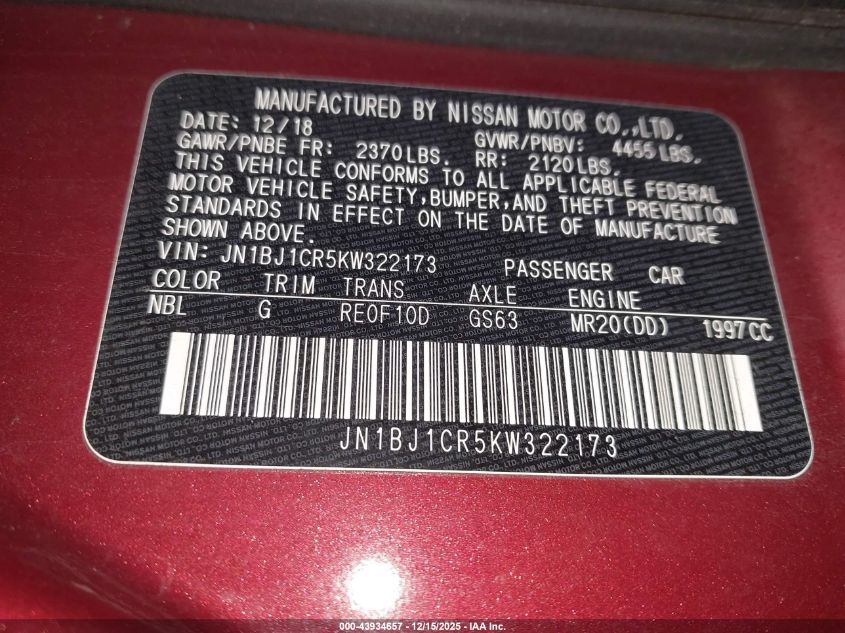 MANUFACTURED BY NISSAN MOTOR CO.,LTD.
DATE: 12/18
GVWR/PNBV: 4455 LBS.
GAWR/PNBE FR: 2370LBS. RR: 2120LBS.
THIS VEHICLE CONFORMS TO ALL APPLICABLE FEDERAL
MOTOR VEHICLE SAFETY,BUMPER,AND THEFT PREVENTION
STANDARDS IN EFFECT ON THE DATE OF MANUFACTURE
SHOWN ABOVE.
VIN: JN1BJ1CR5KW322173 PASSENGER CAR
COLOR TRIM TRANS AXLE ENGINE
NBL G RE0F10D GS63 MR20(DD) 1997CC
JN1BJ1CR5KW322173
000-43934657 - 12/15/2025 - © IAA Inc.